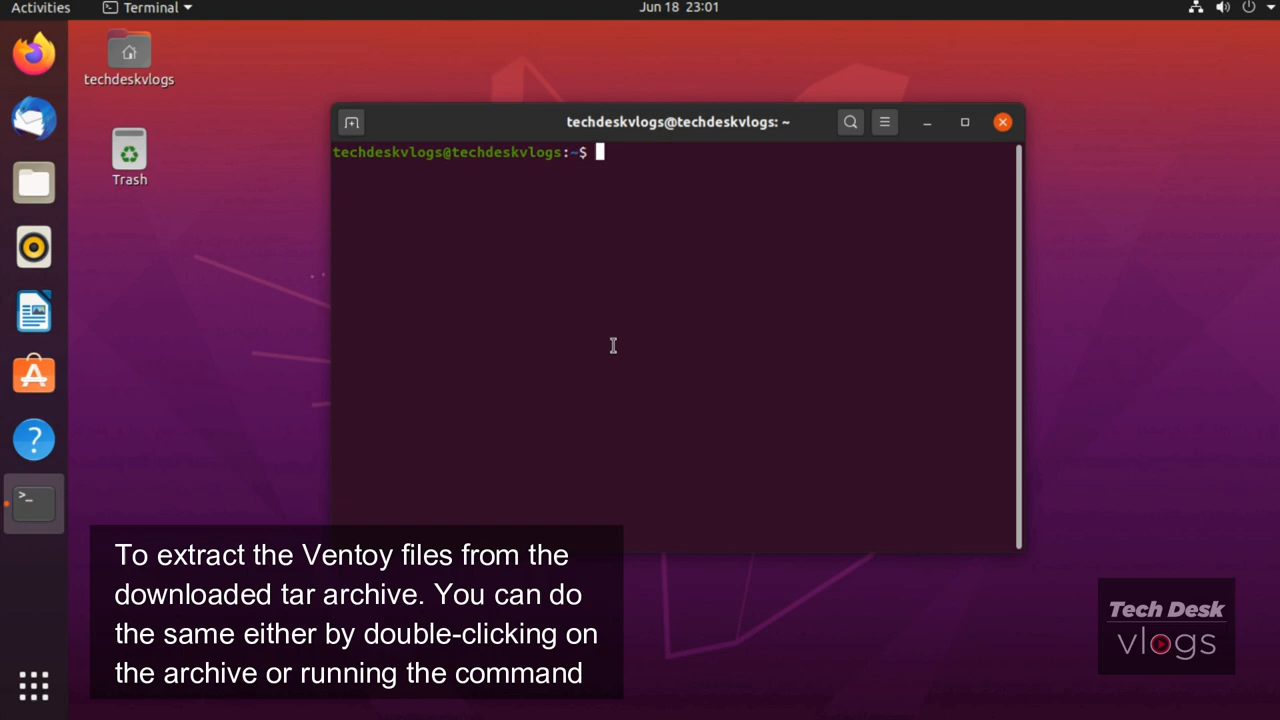 Activities
Terminal
Jun 18 23:01
techdeskvlogs
Trash
techdeskvlogs@techdeskvlogs: ~
techdeskvlogs@techdeskvlogs:~$
To extract the Ventoy files from the
downloaded tar archive. You can do
the same either by double-clicking on
the archive or running the command
Tech Desk
vlogs